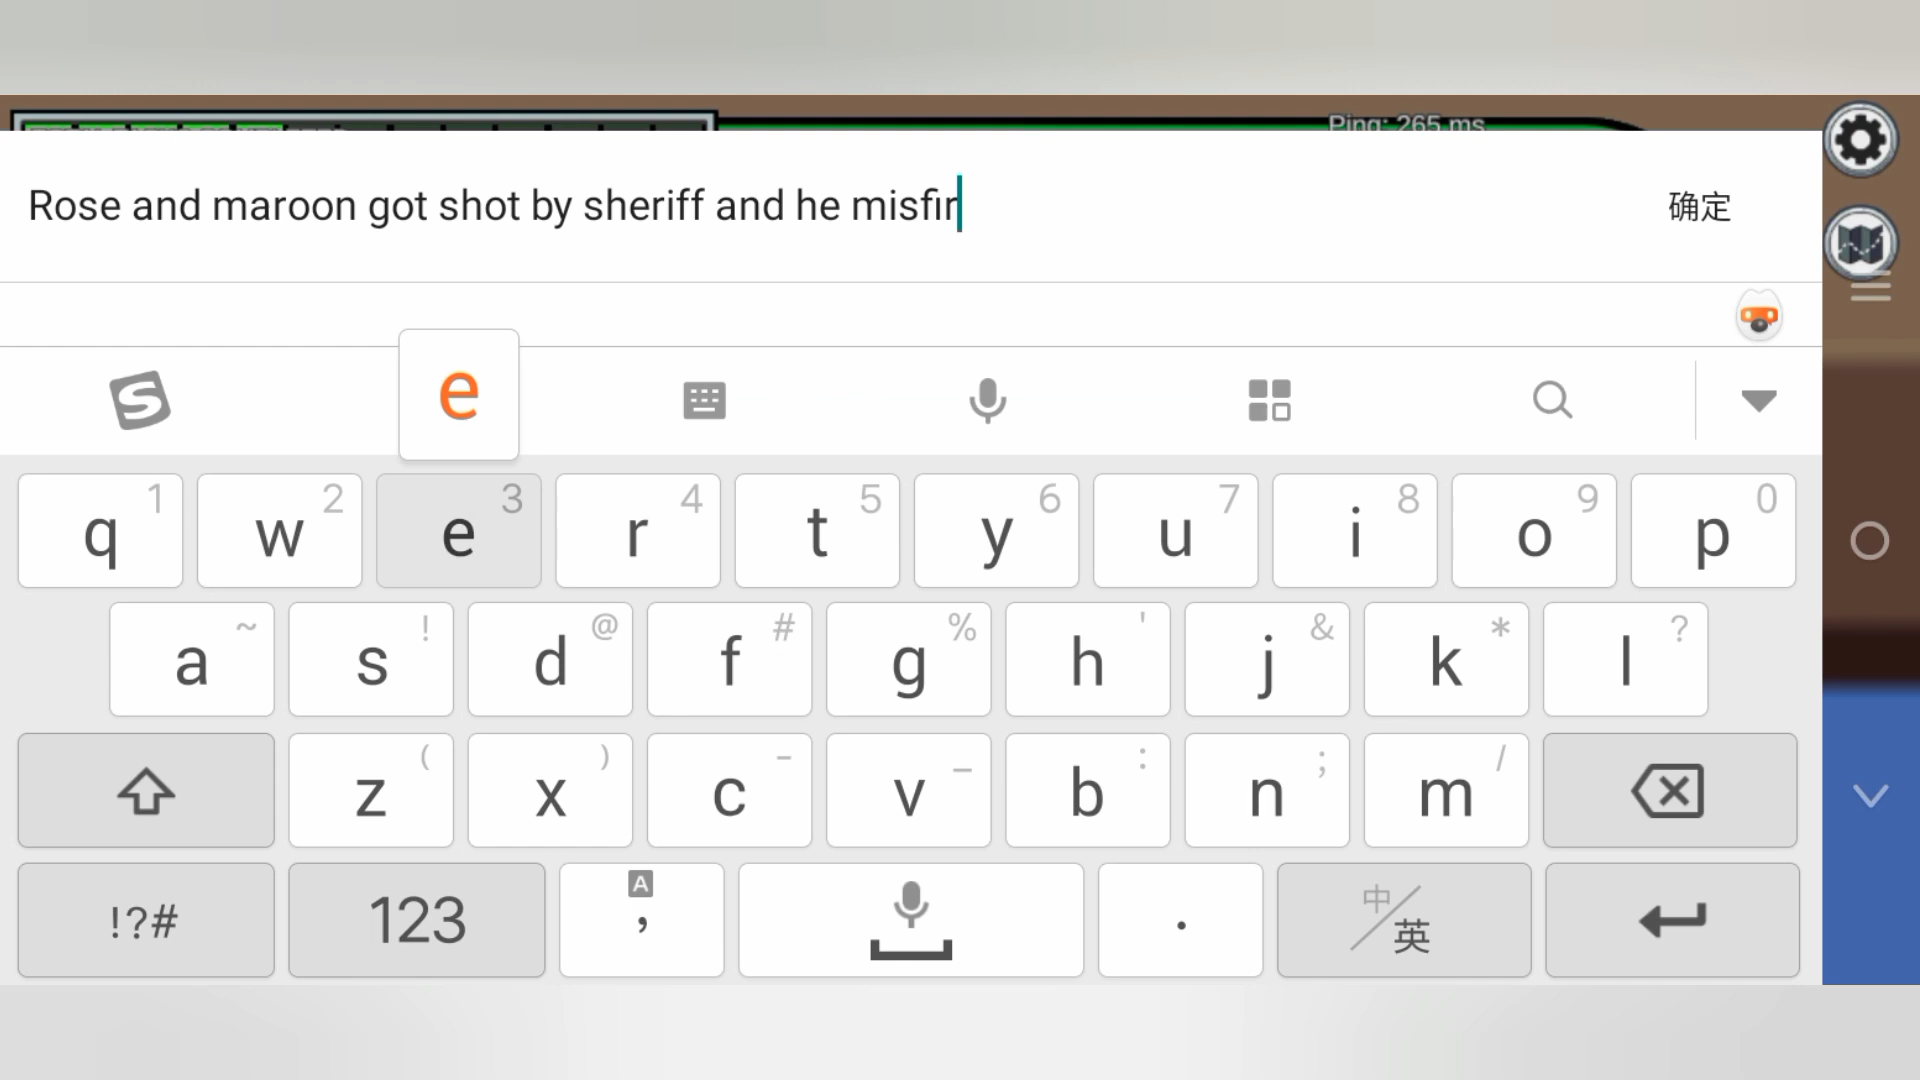 Ping: 265 ms
Rose and maroon got shot by sheriff and he misfir
确定
e
q 1 w 2 e 3 r 4 t 5 y 6 u 7 i 8 o 9 p 0
a ~ s ! d @ f # g % h ' j & k * l ?
z ( x ) c - v _ b : n ; m /
!?# 123 A , . 中/英